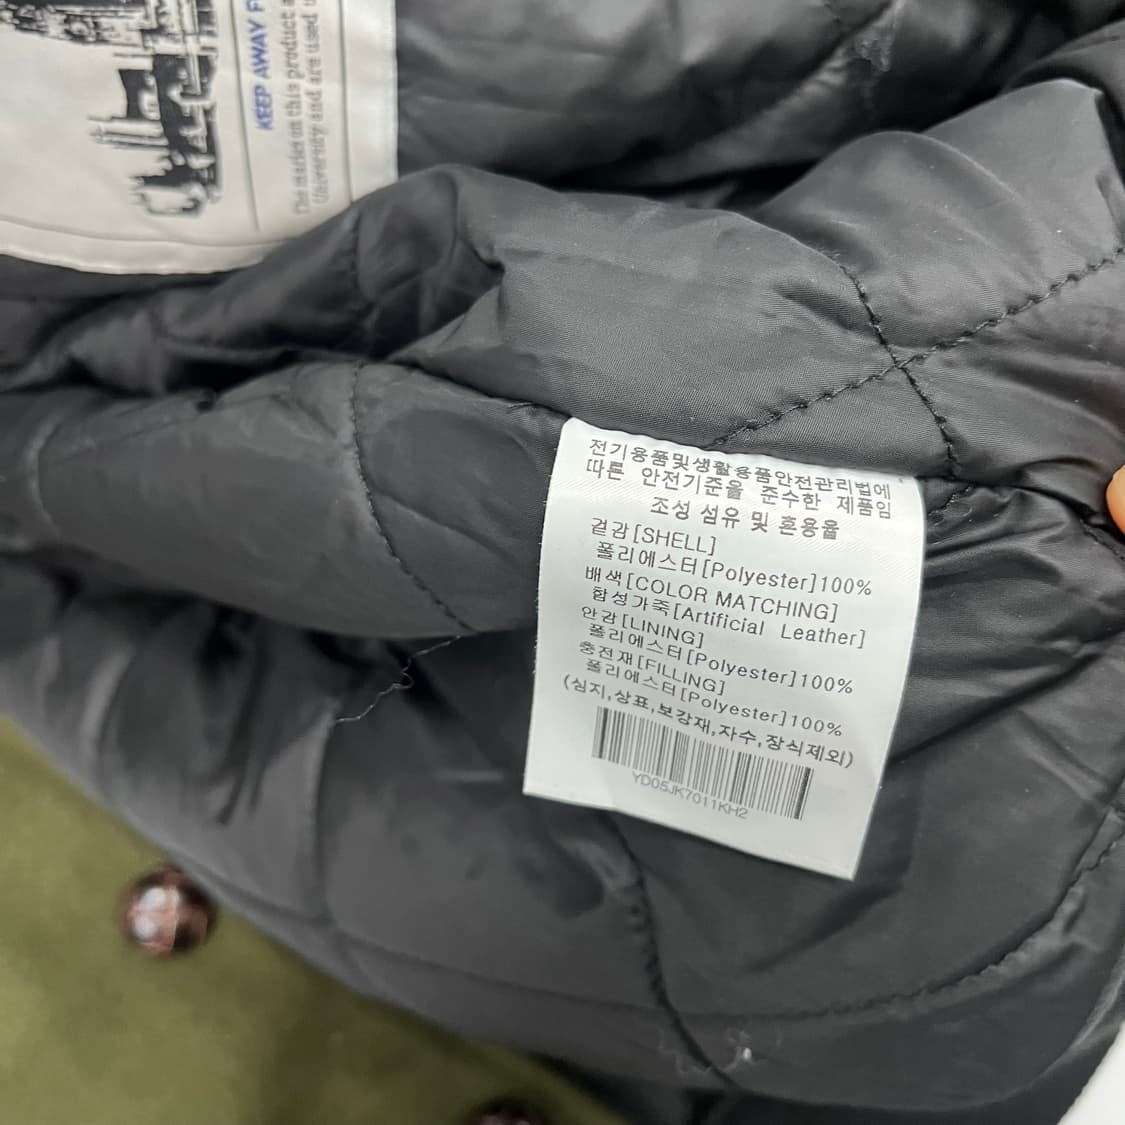 KEEP AWAY F
The marks on this product a
University and are used u
전기용품및생활용품안전관리법에
따른 안전기준을 준수한 제품임
조성 섬유 및 혼용율
겉감[SHELL]
폴리에스터[Polyester]100%
배색[COLOR MATCHING]
합성가죽[Artificial Leather]
안감[LINING]
폴리에스터[Polyester]100%
충전재[FILLING]
폴리에스터[Polyester]100%
(심지,상표,보강재,자수,장식제외)
YD05JK7011KH2